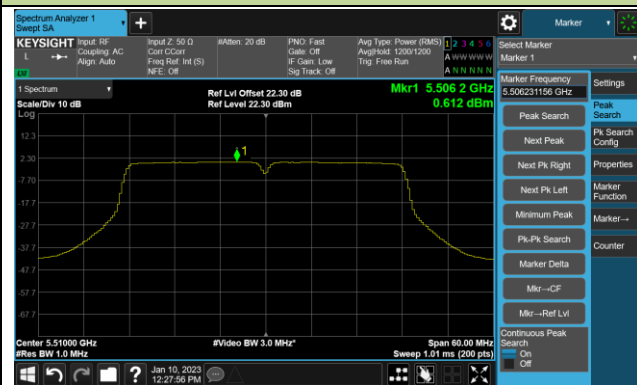 Spectrum Analyzer 1
Swept SA
Marker
KEYSIGHT
L
Input: RF
Coupling: AC
Align: Auto
Input Z: 50 Ω
Corr CCorr
Freq Ref: Int (S)
NFE: Off
#Atten: 20 dB
PNO: Fast
Gate: Off
IF Gain: Low
Sig Track: Off
Avg Type: Power (RMS)
Avg|Hold: 1200/1200
Trig: Free Run
1 2 3 4 5 6
A W W W W W
A N N N N N
Select Marker
Marker 1
1 Spectrum
Scale/Div 10 dB
Log
Ref Lvl Offset 22.30 dB
Ref Level 22.30 dBm
Mkr1 5.506 2 GHz
0.612 dBm
12.3
2.30
-7.70
-17.7
-27.7
-37.7
-47.7
-57.7
-67.7
1
Center 5.51000 GHz
#Res BW 1.0 MHz
#Video BW 3.0 MHz*
Span 60.00 MHz
Sweep 1.01 ms (200 pts)
Marker Frequency
5.506231156 GHz
Peak Search
Next Peak
Next Pk Right
Next Pk Left
Minimum Peak
Pk-Pk Search
Marker Delta
Mkr→CF
Mkr→Ref Lvl
Continuous Peak
Search
On
Off
Settings
Peak
Search
Pk Search
Config
Properties
Marker
Function
Marker→
Counter
Jan 10, 2023
12:27:56 PM